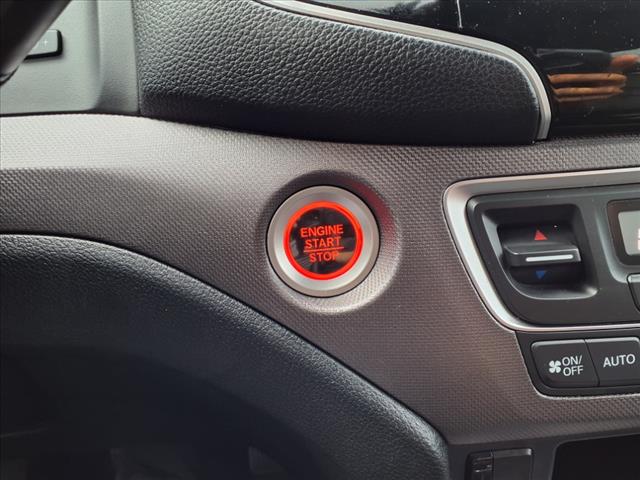 ENGINE
START
STOP
ON/
OFF
AUTO